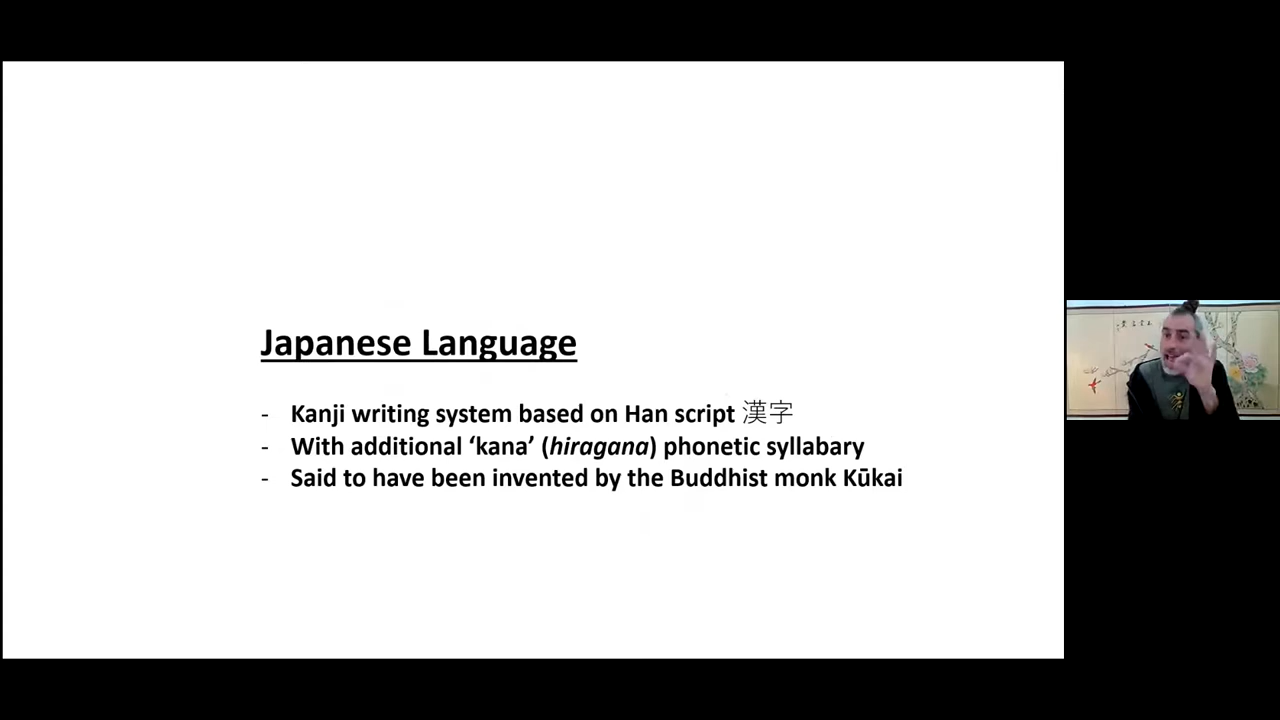 Japanese Language
- Kanji writing system based on Han script 漢字
- With additional ‘kana’ (hiragana) phonetic syllabary
- Said to have been invented by the Buddhist monk Kūkai